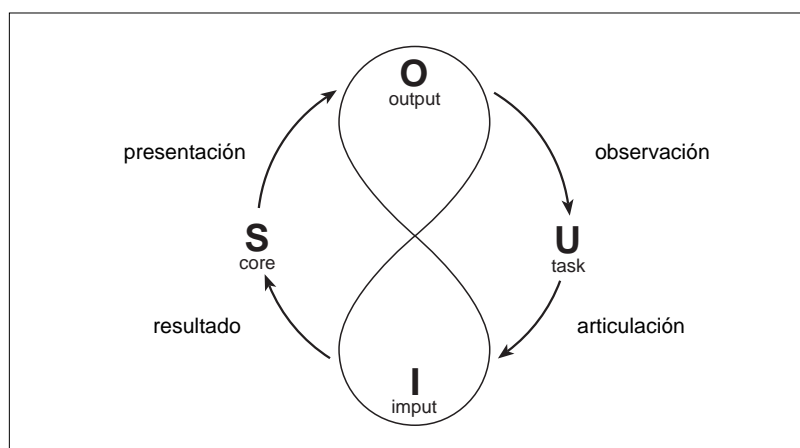 O
output
presentación
observación
S
core
U
task
resultado
articulación
I
imput